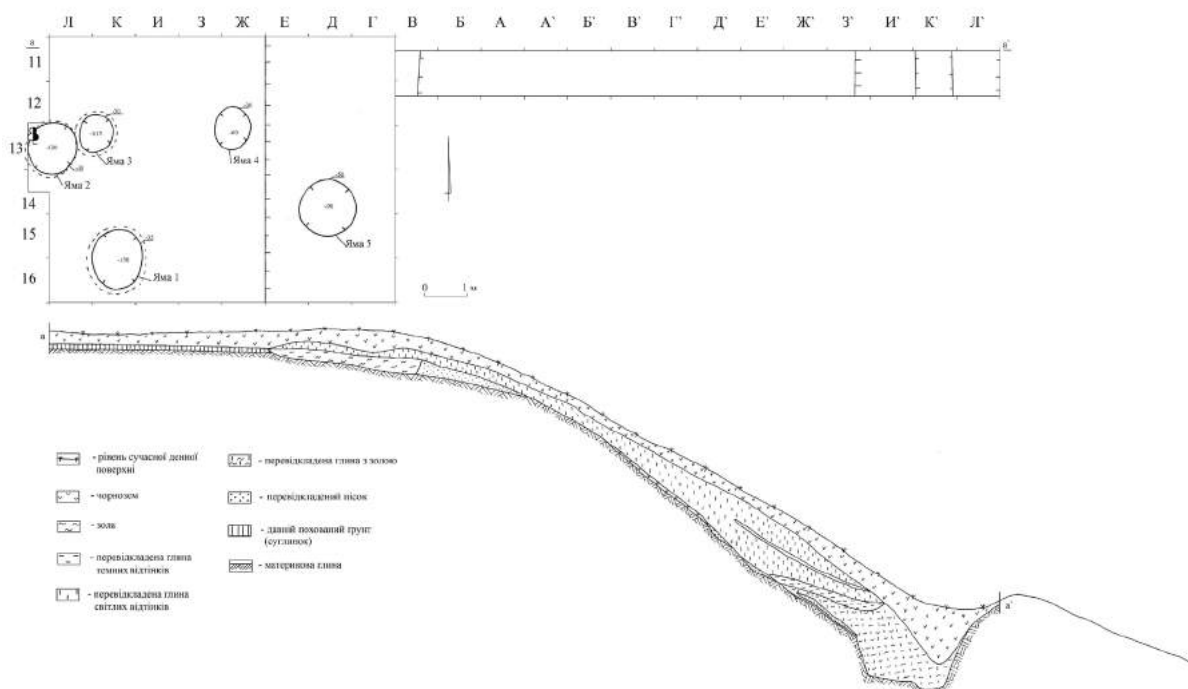 Л К И З Ж Е Д Г В Б А А` Б` В` Г` Д` Е` Ж` З` И` К` Л`
а
11
а`
12
13
14
15
16
Яма 3
Яма 4
Яма 2
Яма 5
Яма 1
0 1 м
а
а`
- рівень сучасної денної
поверхні
- чорнозем
- зола
- перевідкладена глина
темних відтінків
- перевідкладена глина
світлих відтінків
- перевідкладена глина з золою
- перевідкладений пісок
- давній похований ґрунт
(суглинок)
- материкова глина